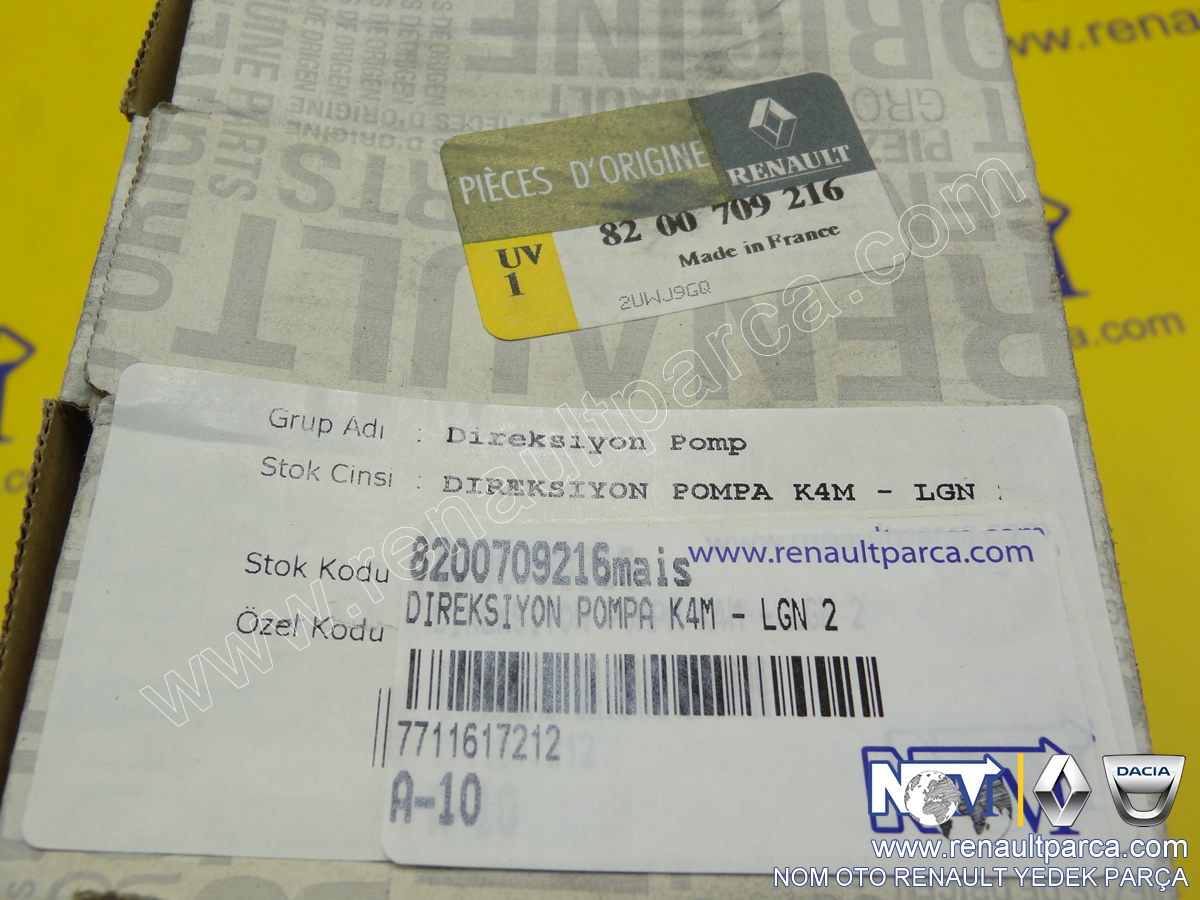 PIÈCES D'ORIGINE
RENAULT
82 00 709 216
Made in France
UV
1
2UWJ9GQ
Grup Adı : Direksiyon Pomp
Stok Cinsi : DIREKSIYON POMPA K4M - LGN
Stok Kodu
Özel Kodu
www.renaultparca.com
8200709216mais
DIREKSIYON POMPA K4M - LGN 2
7711617212
A-10
www.renaultparca.com
DACIA
www.renaultparca.com
NOM OTO RENAULT YEDEK PARÇA